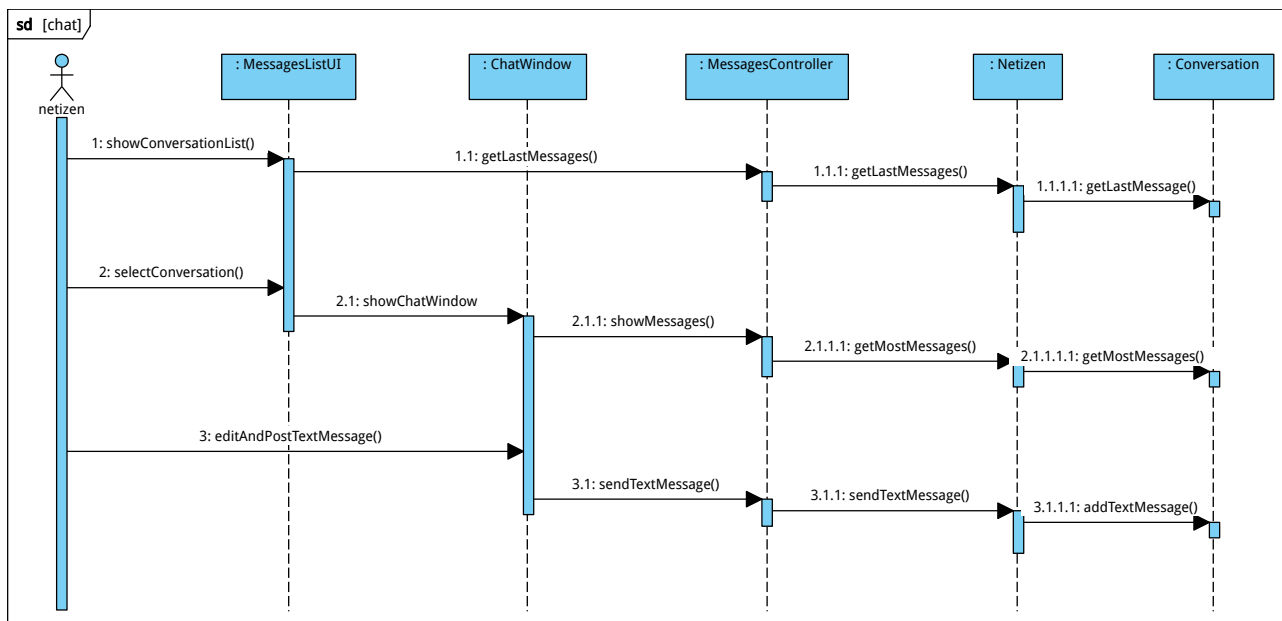 sd [chat]
netizen
: MessagesListUI
: ChatWindow
: MessagesController
: Netizen
: Conversation
1: showConversationList()
1.1: getLastMessages()
1.1.1: getLastMessages()
1.1.1.1: getLastMessage()
2: selectConversation()
2.1: showChatWindow
2.1.1: showMessages()
2.1.1.1: getMostMessages()
2.1.1.1.1: getMostMessages()
3: editAndPostTextMessage()
3.1: sendTextMessage()
3.1.1: sendTextMessage()
3.1.1.1: addTextMessage()